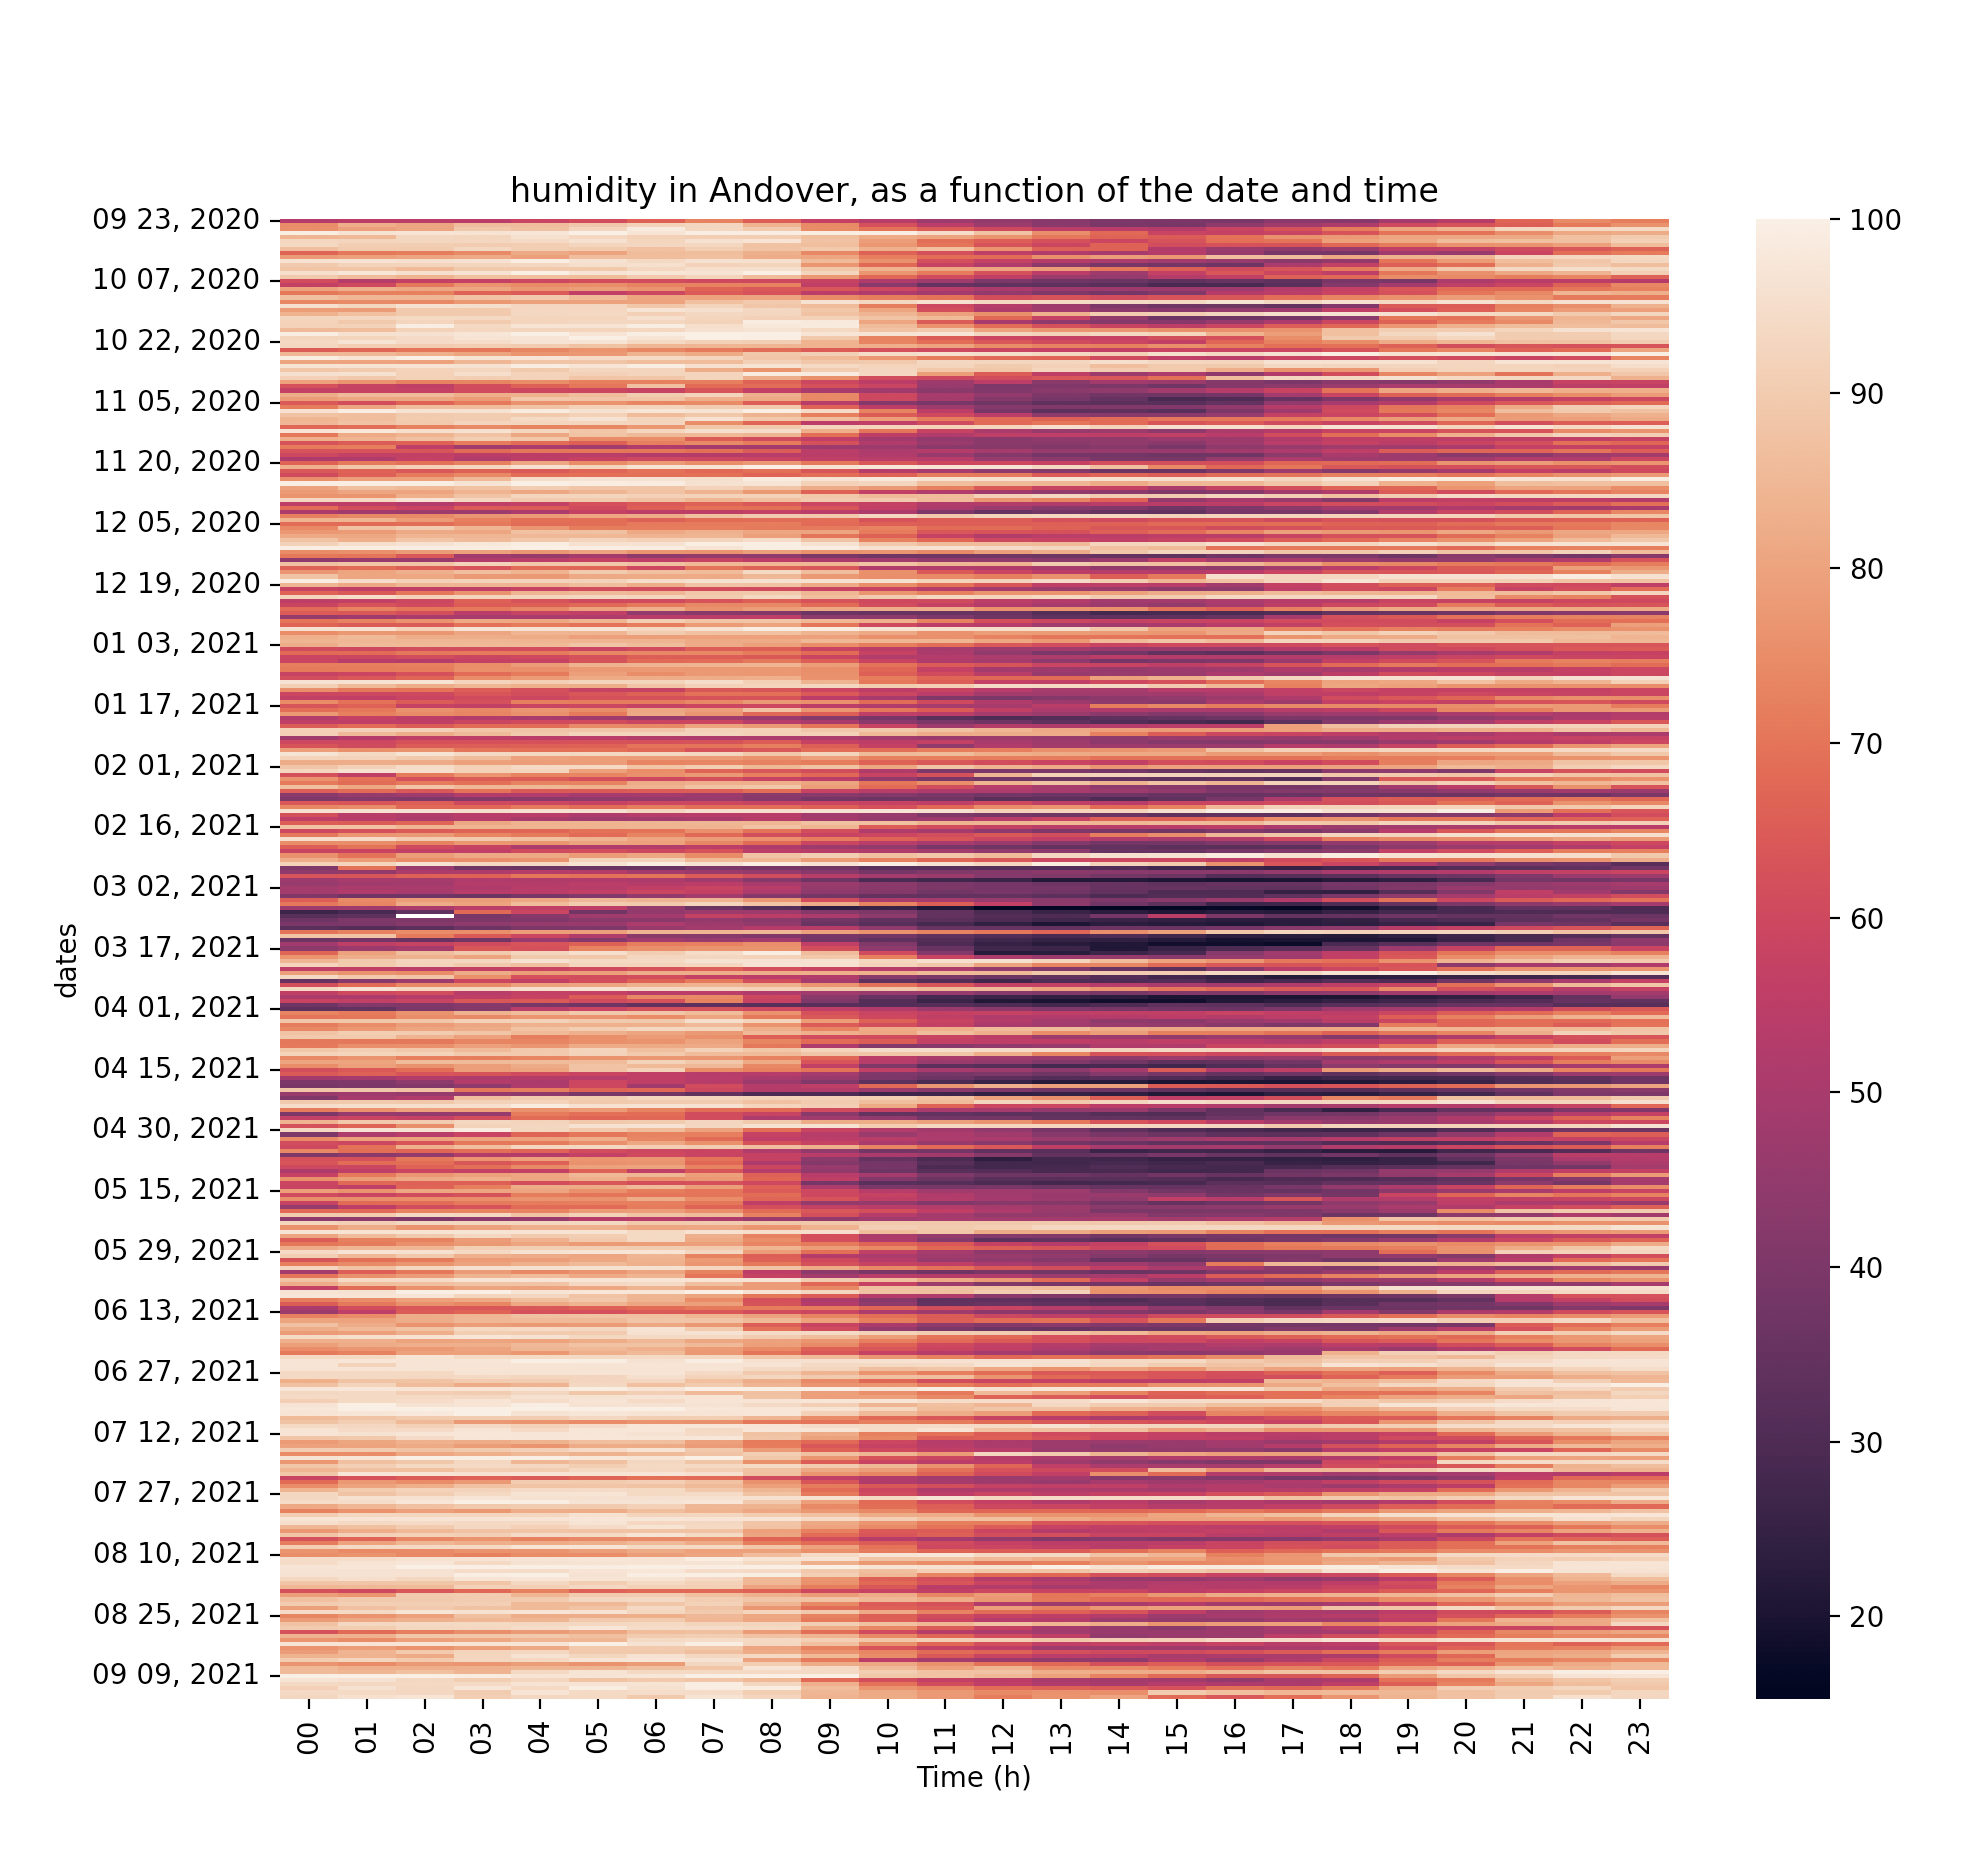 humidity in Andover, as a function of the date and time
09 23, 2020
10 07, 2020
10 22, 2020
11 05, 2020
11 20, 2020
12 05, 2020
12 19, 2020
01 03, 2021
01 17, 2021
02 01, 2021
02 16, 2021
03 02, 2021
03 17, 2021
04 01, 2021
04 15, 2021
04 30, 2021
05 15, 2021
05 29, 2021
06 13, 2021
06 27, 2021
07 12, 2021
07 27, 2021
08 10, 2021
08 25, 2021
09 09, 2021
dates
00 01 02 03 04 05 06 07 08 09 10 11 12 13 14 15 16 17 18 19 20 21 22 23
Time (h)
100
90
80
70
60
50
40
30
20